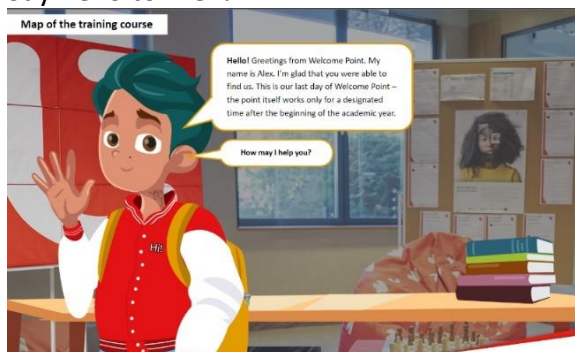 Map of the training course
Hello! Greetings from Welcome Point. My
name is Alex. I'm glad that you were able to
find us. This is our last day of Welcome Point –
the point itself works only for a designated
time after the beginning of the academic year.
How may I help you?
Hi!